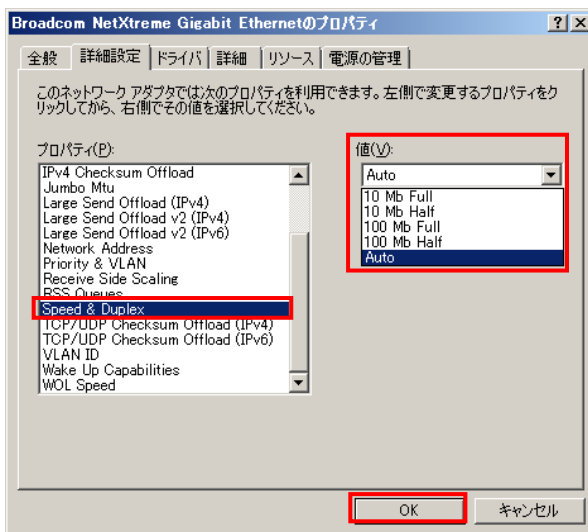 Broadcom NetXtreme Gigabit Ethernetのプロパティ
全般 詳細設定 ドライバ 詳細 リソース 電源の管理
このネットワーク アダプタでは次のプロパティを利用できます。左側で変更するプロパティをク
リックしてから、右側でその値を選択してください。
プロパティ(P):
IPv4 Checksum Offload
Jumbo Mtu
Large Send Offload (IPv4)
Large Send Offload v2 (IPv4)
Large Send Offload v2 (IPv6)
Network Address
Priority & VLAN
Receive Side Scaling
RSS Queues
Speed & Duplex
TCP/UDP Checksum Offload (IPv4)
TCP/UDP Checksum Offload (IPv6)
VLAN ID
Wake Up Capabilities
WOL Speed
値(V):
Auto
10 Mb Full
10 Mb Half
100 Mb Full
100 Mb Half
Auto
OK キャンセル